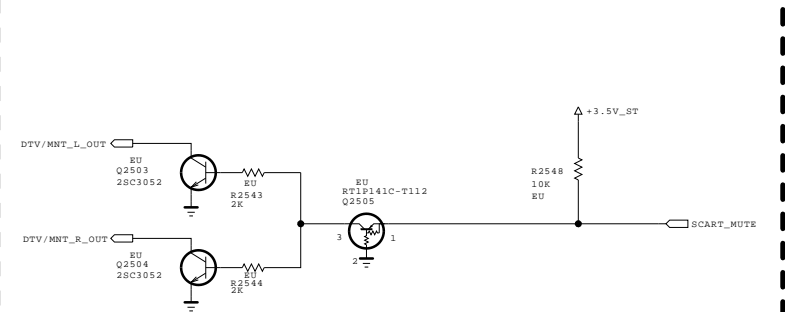 +3.5V_ST
DTV/MNT_L_OUT
EU
Q2503
2SC3052
EU
R2543
2K
R2548
10K
EU
EU
RT1P141C-T112
Q2505
3
1
2
SCART_MUTE
DTV/MNT_R_OUT
EU
Q2504
2SC3052
EU
R2544
2K